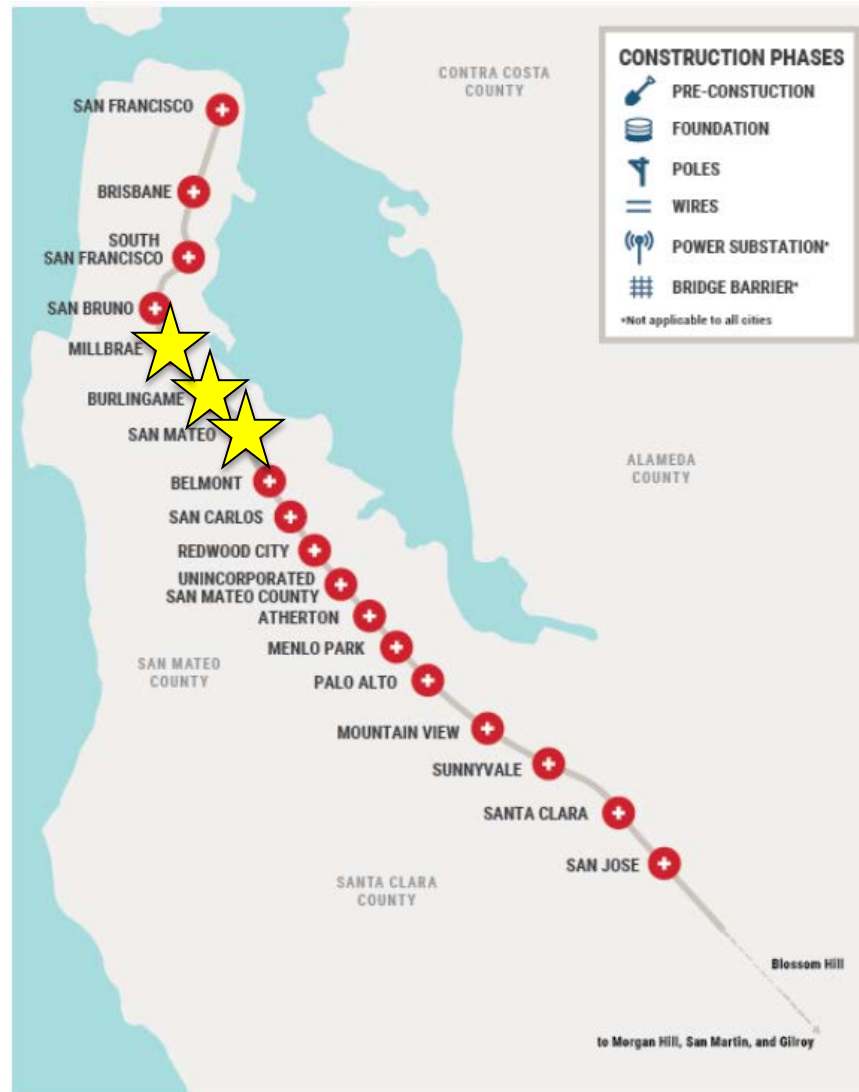 CONTRA COSTA
COUNTY
CONSTRUCTION PHASES
PRE-CONSTUCTION
FOUNDATION
POLES
WIRES
POWER SUBSTATION*
BRIDGE BARRIER*
*Not applicable to all cities
SAN FRANCISCO
BRISBANE
SOUTH
SAN FRANCISCO
SAN BRUNO
MILLBRAE
BURLINGAME
SAN MATEO
BELMONT
SAN CARLOS
REDWOOD CITY
UNINCORPORATED
SAN MATEO COUNTY
ATHERTON
MENLO PARK
PALO ALTO
MOUNTAIN VIEW
SUNNYVALE
SANTA CLARA
SAN JOSE
ALAMEDA
COUNTY
SAN MATEO
COUNTY
SANTA CLARA
COUNTY
Blossom Hill
to Morgan Hill, San Martin, and Gilroy